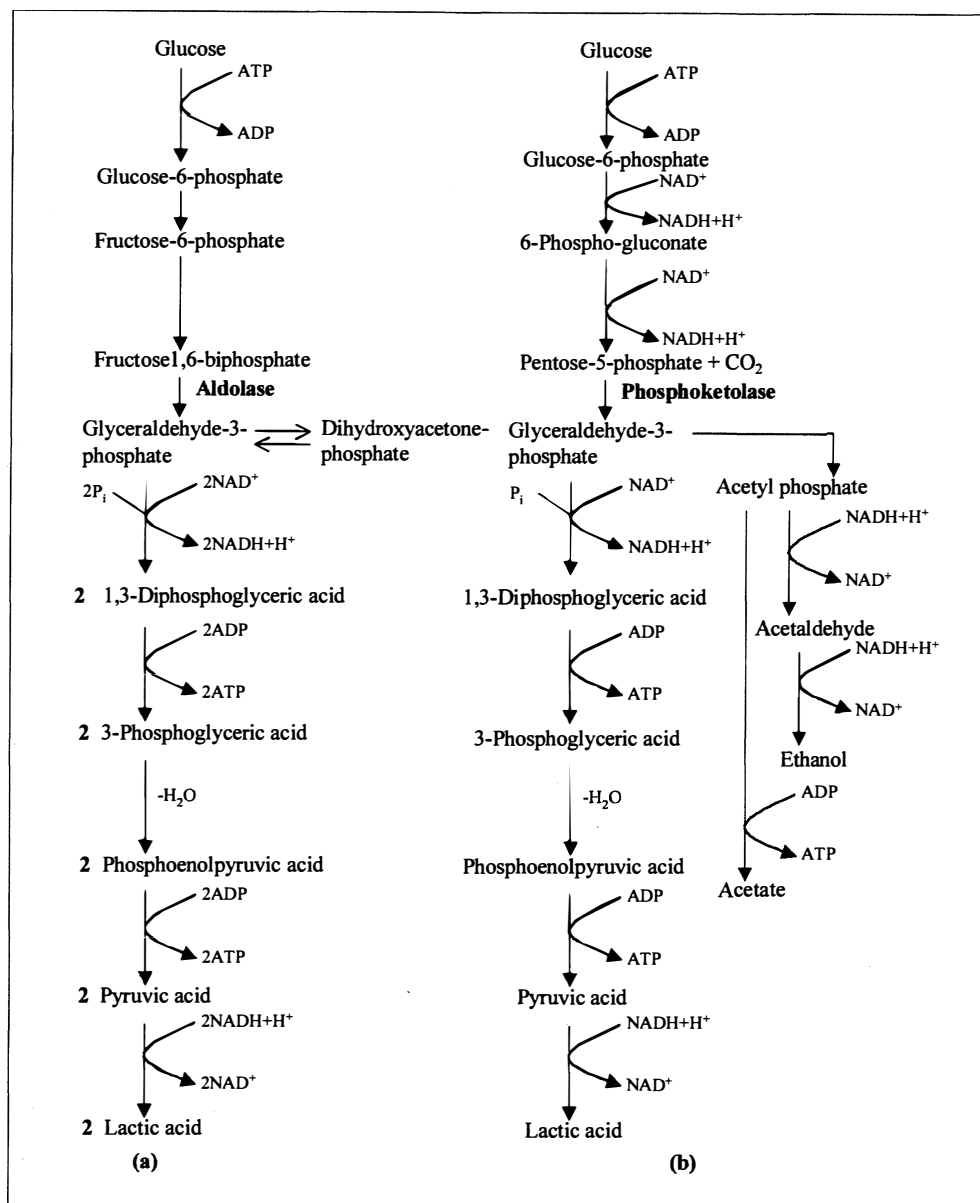 Glucose
ATP
ADP
Glucose-6-phosphate
Fructose-6-phosphate
Fructose1,6-biphosphate
Aldolase
Glyceraldehyde-3-
phosphate
Dihydroxyacetone-
phosphate
2Pi
2NAD+
2NADH+H+
2 1,3-Diphosphoglyceric acid
2ADP
2ATP
2 3-Phosphoglyceric acid
-H2O
2 Phosphoenolpyruvic acid
2ADP
2ATP
2 Pyruvic acid
2NADH+H+
2NAD+
2 Lactic acid
(a)
Glucose
ATP
ADP
Glucose-6-phosphate
NAD+
NADH+H+
6-Phospho-gluconate
NAD+
NADH+H+
Pentose-5-phosphate + CO2
Phosphoketolase
Glyceraldehyde-3-
phosphate
Pi
NAD+
NADH+H+
1,3-Diphosphoglyceric acid
ADP
ATP
3-Phosphoglyceric acid
-H2O
Phosphoenolpyruvic acid
ADP
ATP
Pyruvic acid
NADH+H+
NAD+
Lactic acid
(b)
Acetyl phosphate
NADH+H+
NAD+
Acetaldehyde
NADH+H+
NAD+
Ethanol
ADP
ATP
Acetate